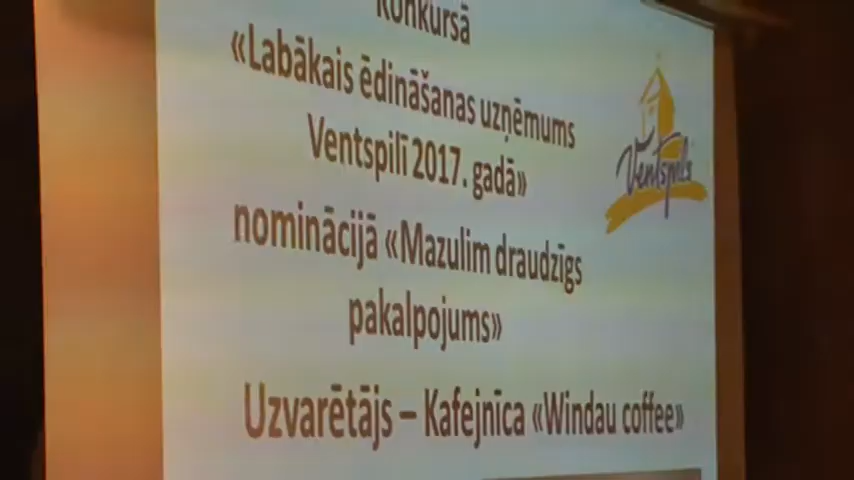 Konkursā
«Labākais ēdināšanas uzņēmums
Ventspilī 2017. gadā»
nominācijā «Mazulim draudzīgs
pakalpojums»
Uzvarētājs – Kafejnīca «Windau coffee»
Ventspils